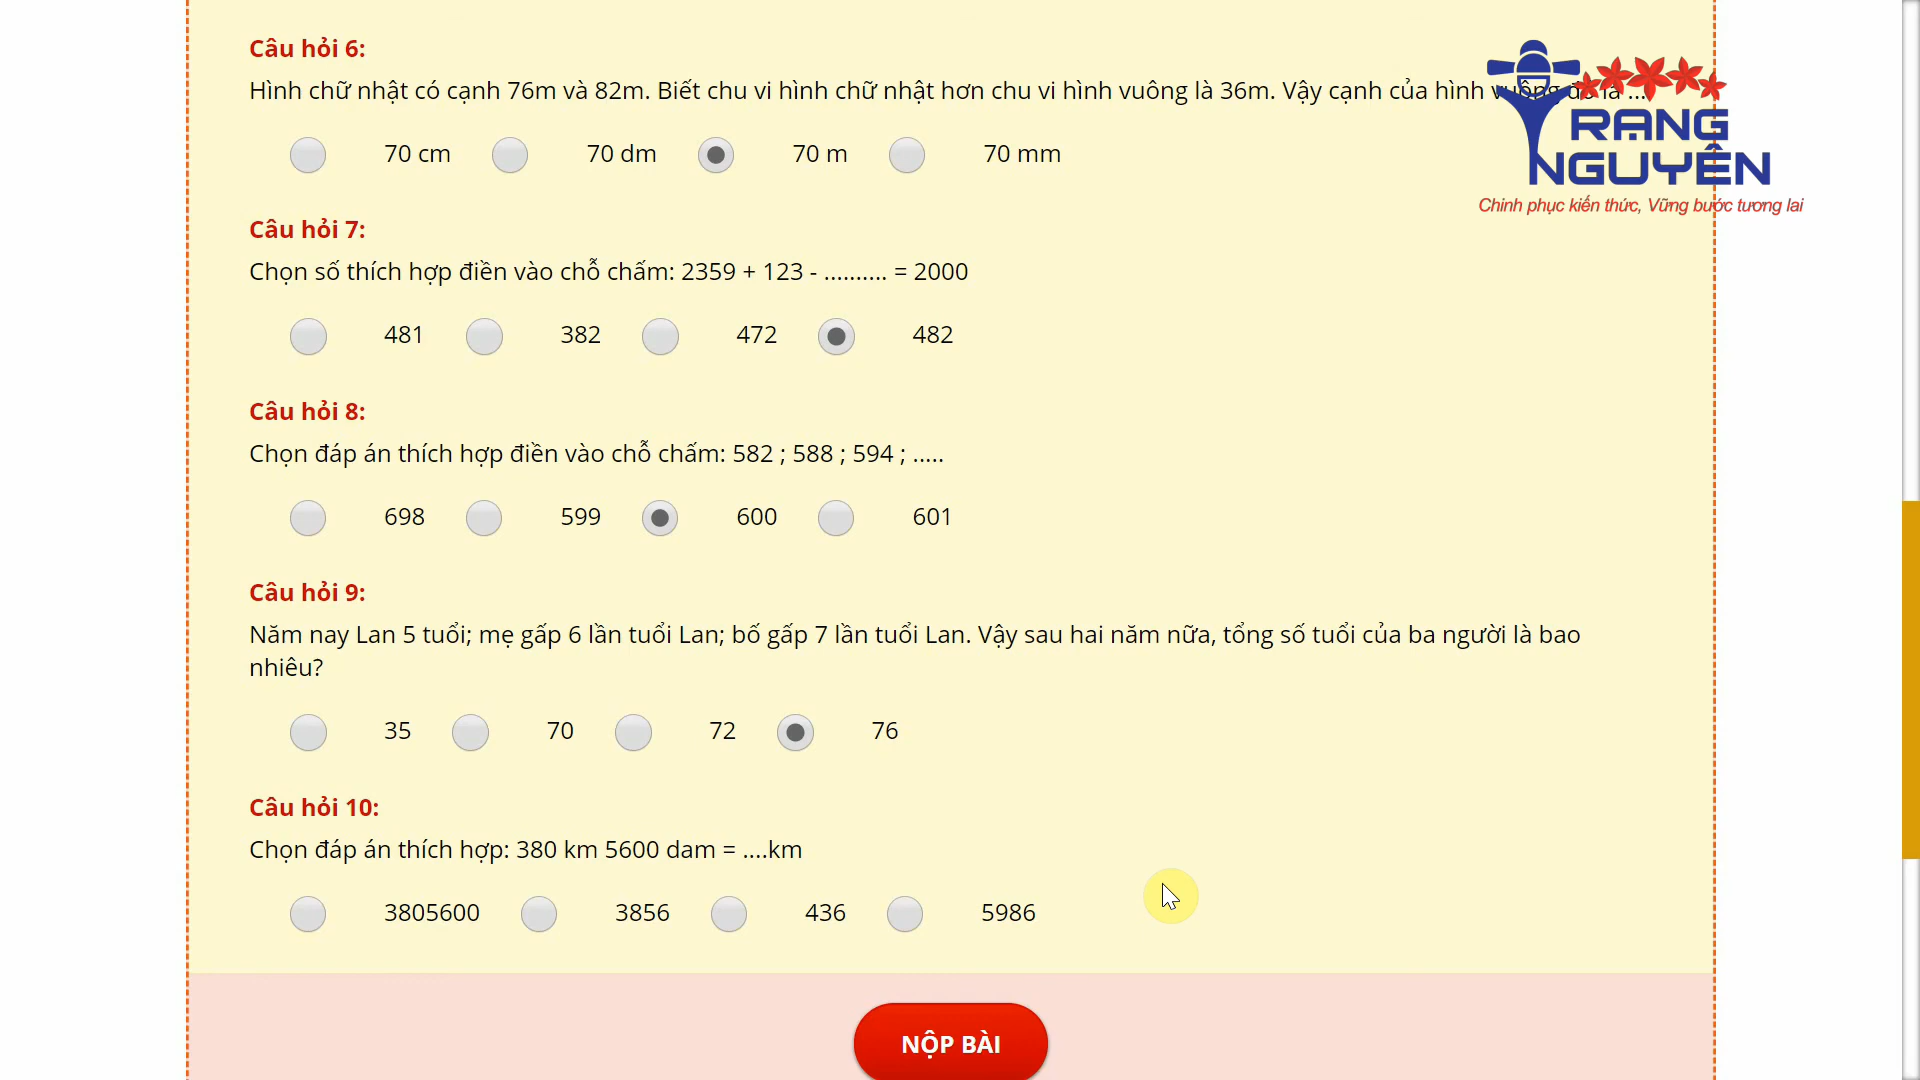 Câu hỏi 6:
Hình chữ nhật có cạnh 76m và 82m. Biết chu vi hình chữ nhật hơn chu vi hình vuông là 36m. Vậy cạnh của hình vuông đó là ...
70 cm 70 dm 70 m 70 mm
RẠNG
NGUYÊN
Chinh phục kiến thức, Vững bước tương lai
Câu hỏi 7:
Chọn số thích hợp điền vào chỗ chấm: 2359 + 123 - .......... = 2000
481 382 472 482
Câu hỏi 8:
Chọn đáp án thích hợp điền vào chỗ chấm: 582 ; 588 ; 594 ; .....
698 599 600 601
Câu hỏi 9:
Năm nay Lan 5 tuổi; mẹ gấp 6 lần tuổi Lan; bố gấp 7 lần tuổi Lan. Vậy sau hai năm nữa, tổng số tuổi của ba người là bao
nhiêu?
35 70 72 76
Câu hỏi 10:
Chọn đáp án thích hợp: 380 km 5600 dam = ....km
3805600 3856 436 5986
NỘP BÀI